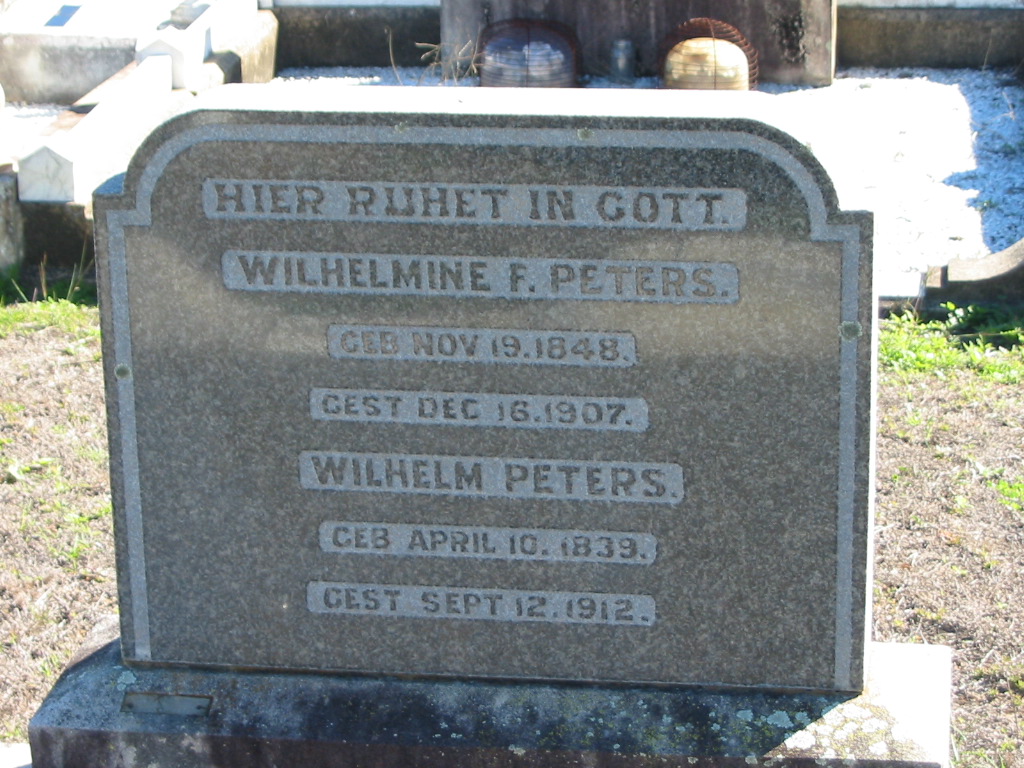 HIER RUHET IN GOTT.
WILHELMINE F. PETERS.
GEB NOV 19.1848.
GEST DEC 16.1907.
WILHELM PETERS.
GEB APRIL 10.1839.
GEST SEPT 12.1912.